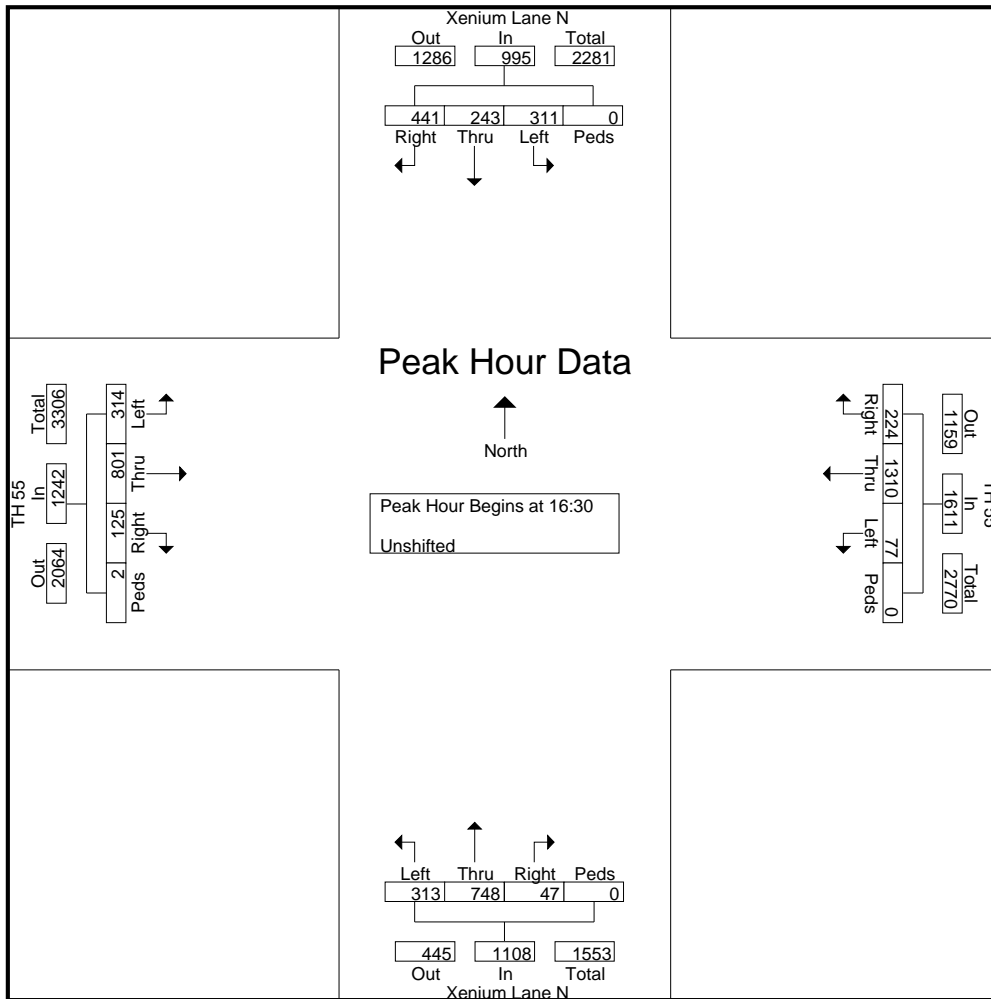 Xenium Lane N
Out In Total
1286 995 2281
441 243 311 0
Right Thru Left Peds
Peak Hour Data
North
Peak Hour Begins at 16:30
Unshifted
TH 55
Out In Total
2064 1242 3306
Left Thru Right Peds
314 801 125 2
TH 55
Out In Total
1159 1611 2770
224 1310 77 0
Right Thru Left Peds
Left Thru Right Peds
313 748 47 0
445 1108 1553
Out In Total
Xenium Lane N